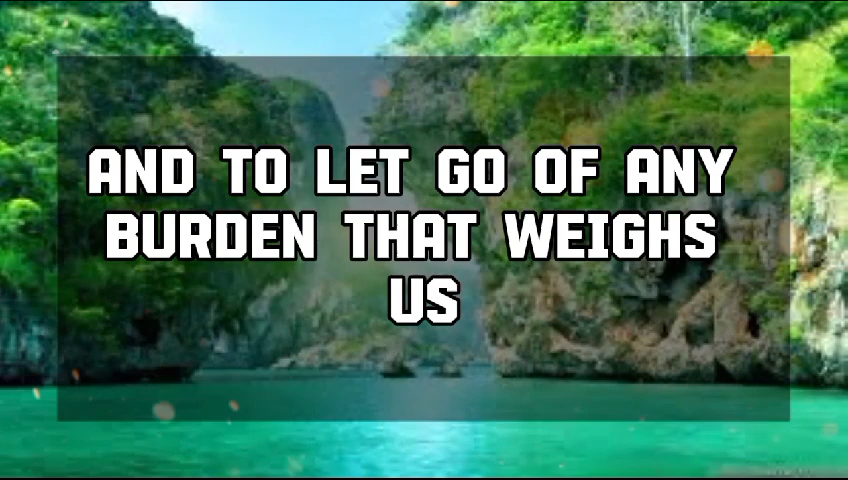 AND TO LET GO OF ANY
BURDEN THAT WEIGHS
US